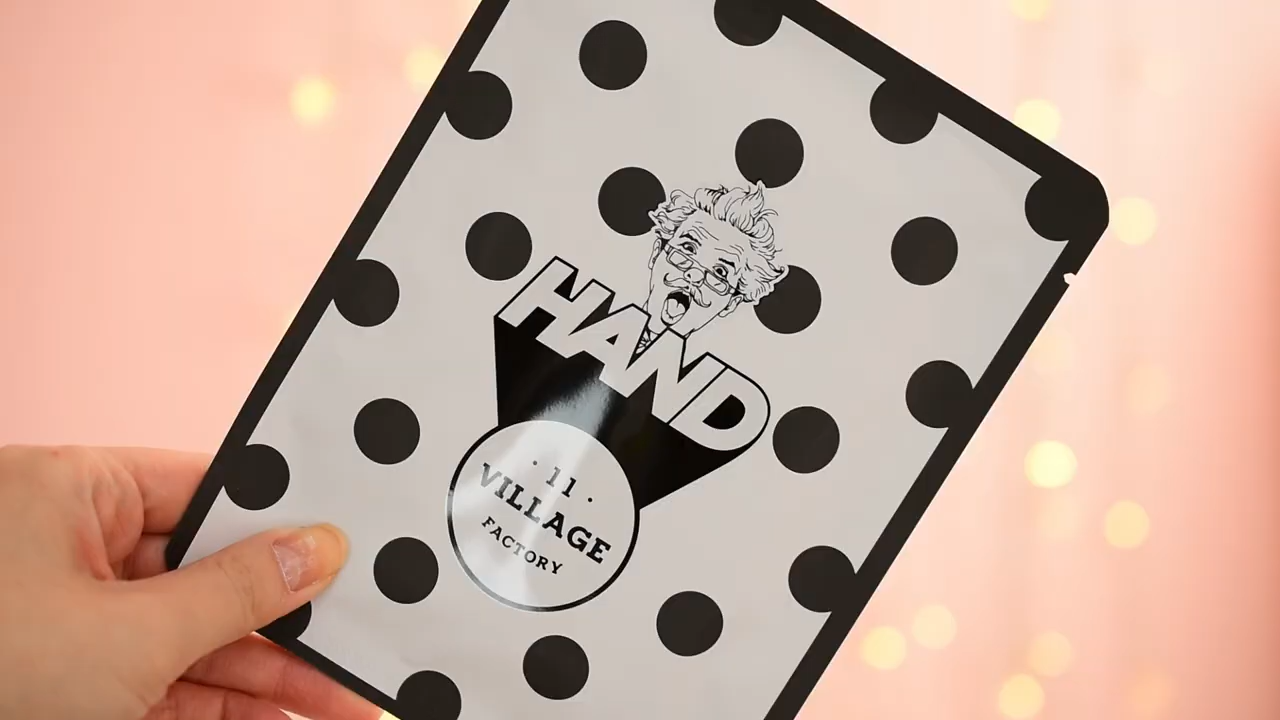 HAND
· 11 ·
VILLAGE
FACTORY